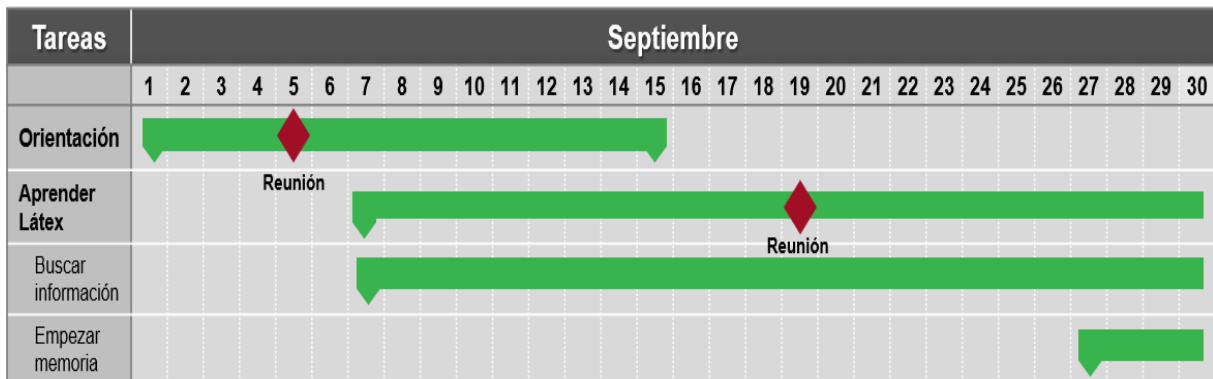 Tareas
Septiembre
1 2 3 4 5 6 7 8 9 10 11 12 13 14 15 16 17 18 19 20 21 22 23 24 25 26 27 28 29 30
Orientación
Reunión
Aprender
Látex
Reunión
Buscar
información
Empezar
memoria